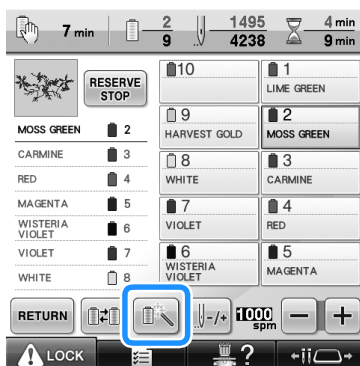 7 min
2
9
1495
4238
4 min
9 min
RESERVE
STOP
MOSS GREEN 2
CARMINE 3
RED 4
MAGENTA 5
WISTERIA
VIOLET 6
VIOLET 7
WHITE 8
10
1
LIME GREEN
9
HARVEST GOLD
2
MOSS GREEN
8
WHITE
3
CARMINE
7
VIOLET
4
RED
6
WISTERIA
VIOLET
5
MAGENTA
RETURN
-/+
1000
spm
− +
LOCK
?